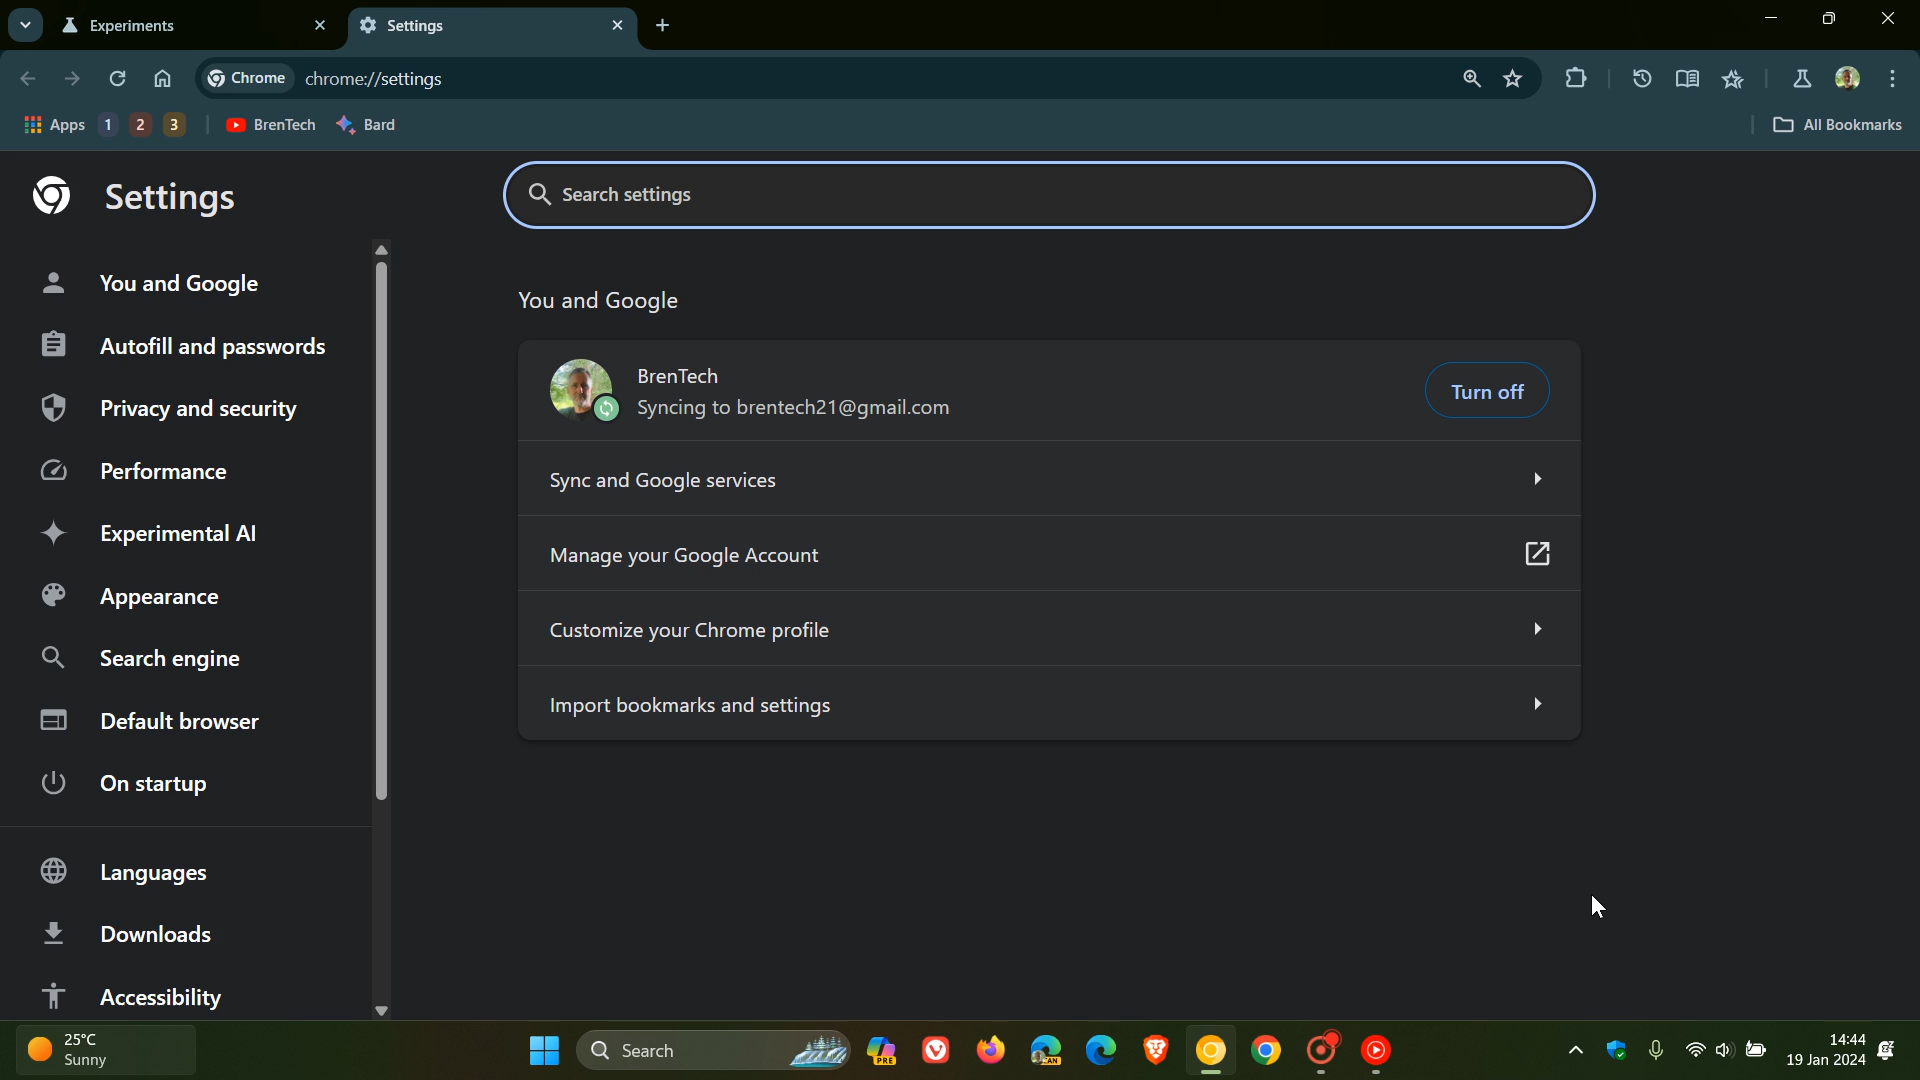 Experiments
Settings
Chrome
chrome://settings
Apps
1
2
3
BrenTech
Bard
All Bookmarks
Settings
Search settings
You and Google
Autofill and passwords
Privacy and security
Performance
Experimental AI
Appearance
Search engine
Default browser
On startup
Languages
Downloads
Accessibility
You and Google
BrenTech
Syncing to brentech21@gmail.com
Turn off
Sync and Google services
Manage your Google Account
Customize your Chrome profile
Import bookmarks and settings
25°C
Sunny
Search
PRE
CAN
14:44
19 Jan 2024